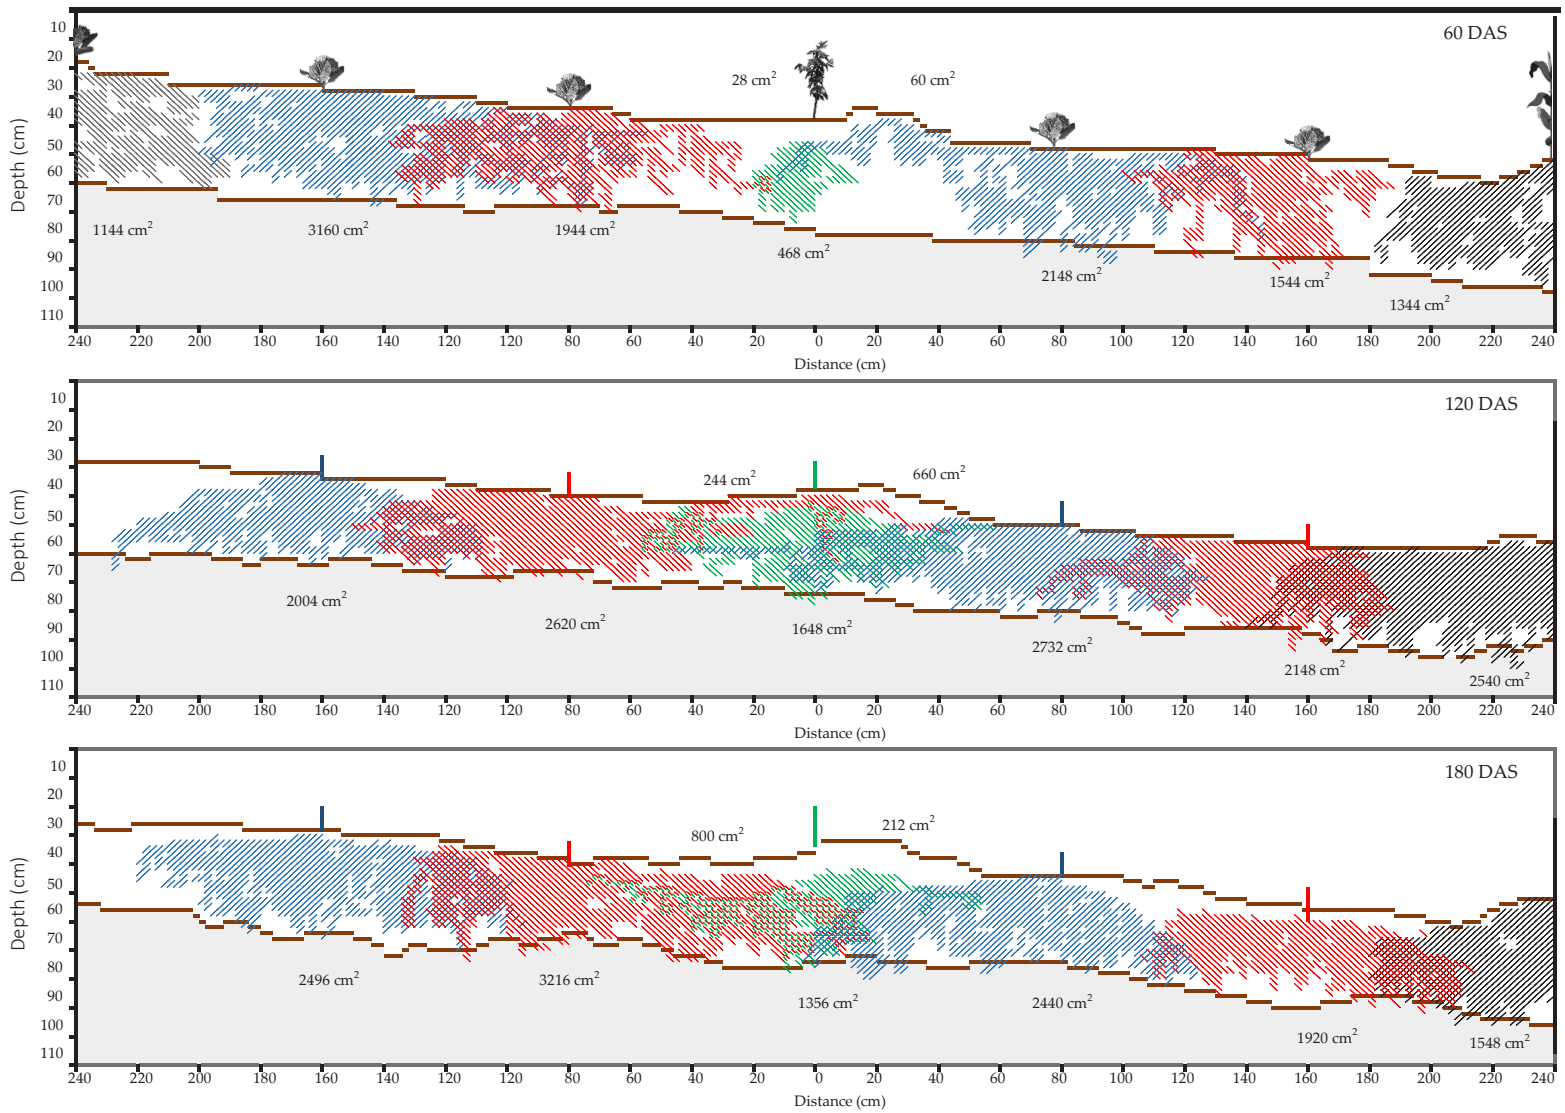 60 DAS
Depth (cm)
10
20
30
40
50
60
70
80
90
100
110
28 cm²
60 cm²
1144 cm²
3160 cm²
1944 cm²
468 cm²
2148 cm²
1544 cm²
1344 cm²
240 220 200 180 160 140 120 100 80 60 40 20 0 20 40 60 80 100 120 140 160 180 200 220 240
Distance (cm)
120 DAS
Depth (cm)
10
20
30
40
50
60
70
80
90
100
110
244 cm²
660 cm²
2004 cm²
2620 cm²
1648 cm²
2732 cm²
2148 cm²
2540 cm²
240 220 200 180 160 140 120 100 80 60 40 20 0 20 40 60 80 100 120 140 160 180 200 220 240
Distance (cm)
180 DAS
Depth (cm)
10
20
30
40
50
60
70
80
90
100
110
800 cm²
212 cm²
2496 cm²
3216 cm²
1356 cm²
2440 cm²
1920 cm²
1548 cm²
240 220 200 180 160 140 120 100 80 60 40 20 0 20 40 60 80 100 120 140 160 180 200 220 240
Distance (cm)